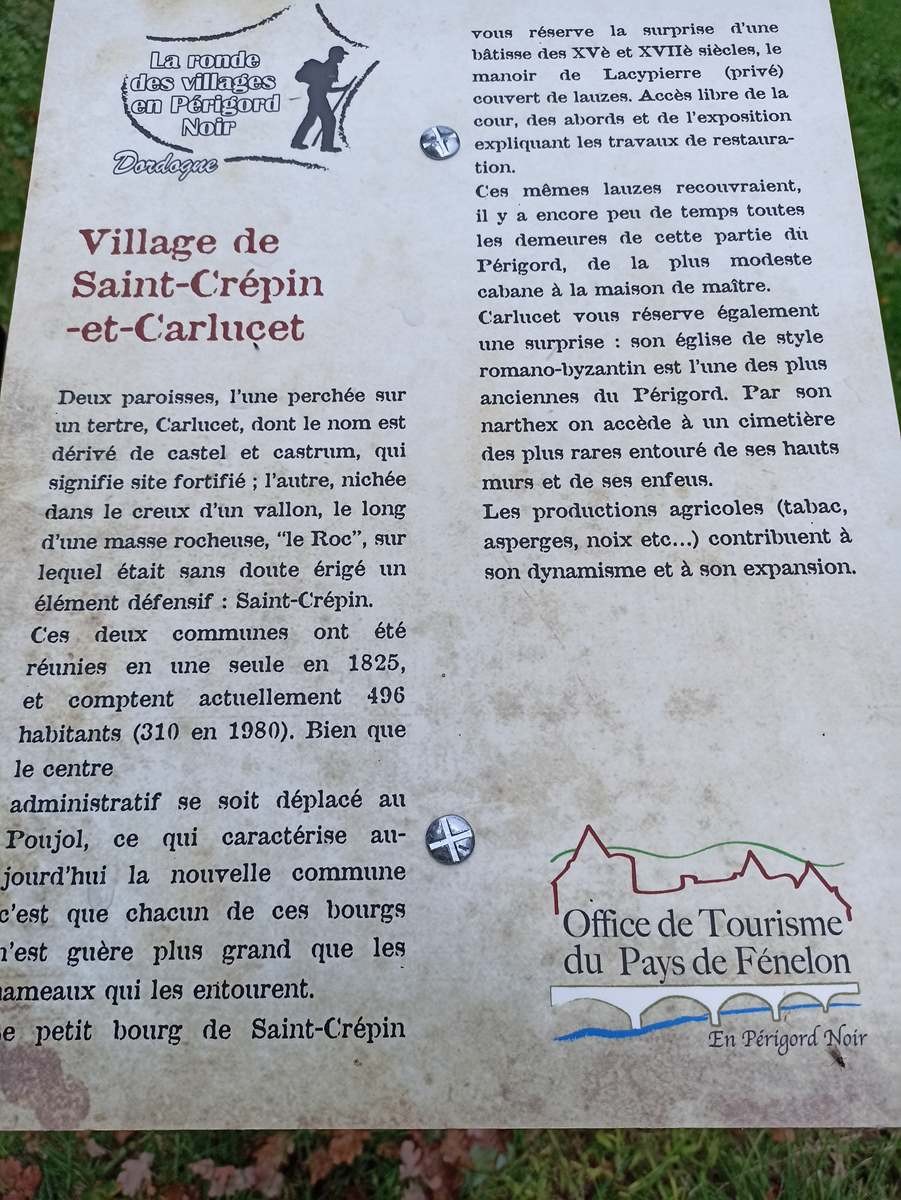 La ronde
des villages
en Périgord
Noir
Dordogne
Village de
Saint-Crépin
-et-Carlucet
Deux paroisses, l'une perchée sur
un tertre, Carlucet, dont le nom est
dérivé de castel et castrum, qui
signifie site fortifié ; l'autre, nichée
dans le creux d'un vallon, le long
d'une masse rocheuse, "le Roc", sur
lequel était sans doute érigé un
élément défensif : Saint-Crépin.
Ces deux communes ont été
réunies en une seule en 1825,
et comptent actuellement 496
habitants (310 en 1980). Bien que
le centre
administratif se soit déplacé au
Poujol, ce qui caractérise au-
jourd'hui la nouvelle commune
c'est que chacun de ces bourgs
n'est guère plus grand que les
hameaux qui les entourent.
petit bourg de Saint-Crépin
vous réserve la surprise d'une
bâtisse des XVè et XVIIè siècles, le
manoir de Lacypierre (privé)
couvert de lauzes. Accès libre de la
cour, des abords et de l'exposition
expliquant les travaux de restaura-
tion.
Ces mêmes lauzes recouvraient,
il y a encore peu de temps toutes
les demeures de cette partie du
Périgord, de la plus modeste
cabane à la maison de maître.
Carlucet vous réserve également
une surprise : son église de style
romano-byzantin est l'une des plus
anciennes du Périgord. Par son
narthex on accède à un cimetière
des plus rares entouré de ses hauts
murs et de ses enfeus.
Les productions agricoles (tabac,
asperges, noix etc...) contribuent à
son dynamisme et à son expansion.
Office de Tourisme
du Pays de Fénelon
En Périgord Noir